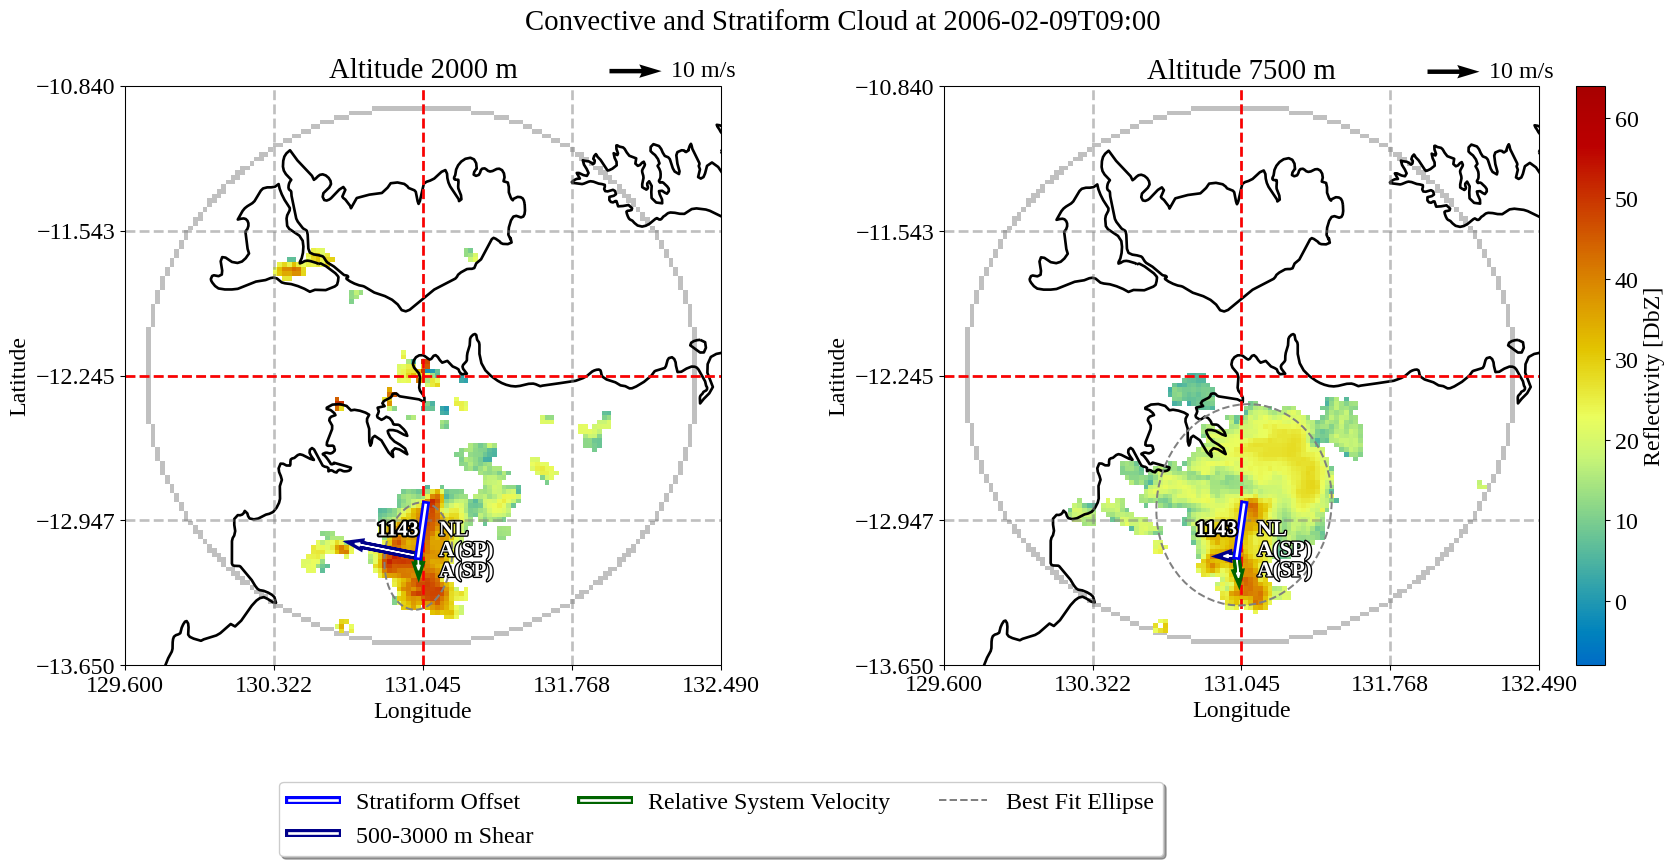 Convective and Stratiform Cloud at 2006-02-09T09:00
Altitude 2000 m
10 m/s
−10.840
−11.543
−12.245
−12.947
−13.650
Latitude
1143
NL
A(SP)
A(SP)
129.600
130.322
131.045
131.768
132.490
Longitude
Altitude 7500 m
10 m/s
−10.840
−11.543
−12.245
−12.947
−13.650
Latitude
1143
NL
A(SP)
A(SP)
129.600
130.322
131.045
131.768
132.490
Longitude
60
50
40
30
20
10
0
Reflectivity [DbZ]
Stratiform Offset
Relative System Velocity
Best Fit Ellipse
500-3000 m Shear